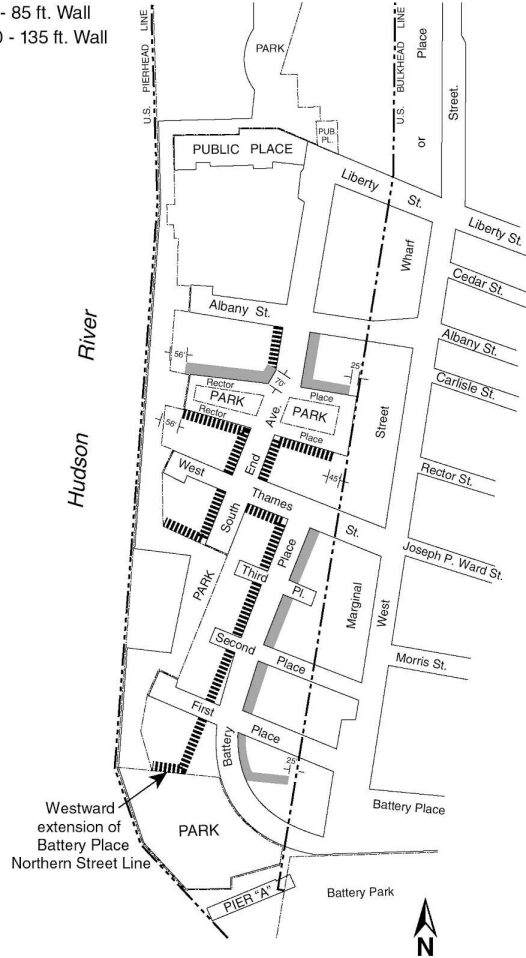 - 85 ft. Wall
- 135 ft. Wall
U.S. PIERHEAD LINE
PARK
U.S. BULKHEAD LINE
Place
or
Street.
PUB.
PL.
PUBLIC PLACE
Liberty
St.
Liberty St.
Wharf
Cedar St.
Albany St.
Albany St.
Carlisle St.
56'
70'
25'
Rector
Place
PARK
PARK
Ave.
Rector
Place
56'
Street
River
Hudson
West
End
45'
Rector St.
South
Thames
St.
Joseph P. Ward St.
Place
PARK
Third
Pl.
Marginal
West
Second
Place
Morris St.
First
Place
Battery
25'
Battery Place
Westward
extension of
Battery Place
Northern Street Line
PARK
PIER "A"
Battery Park
N